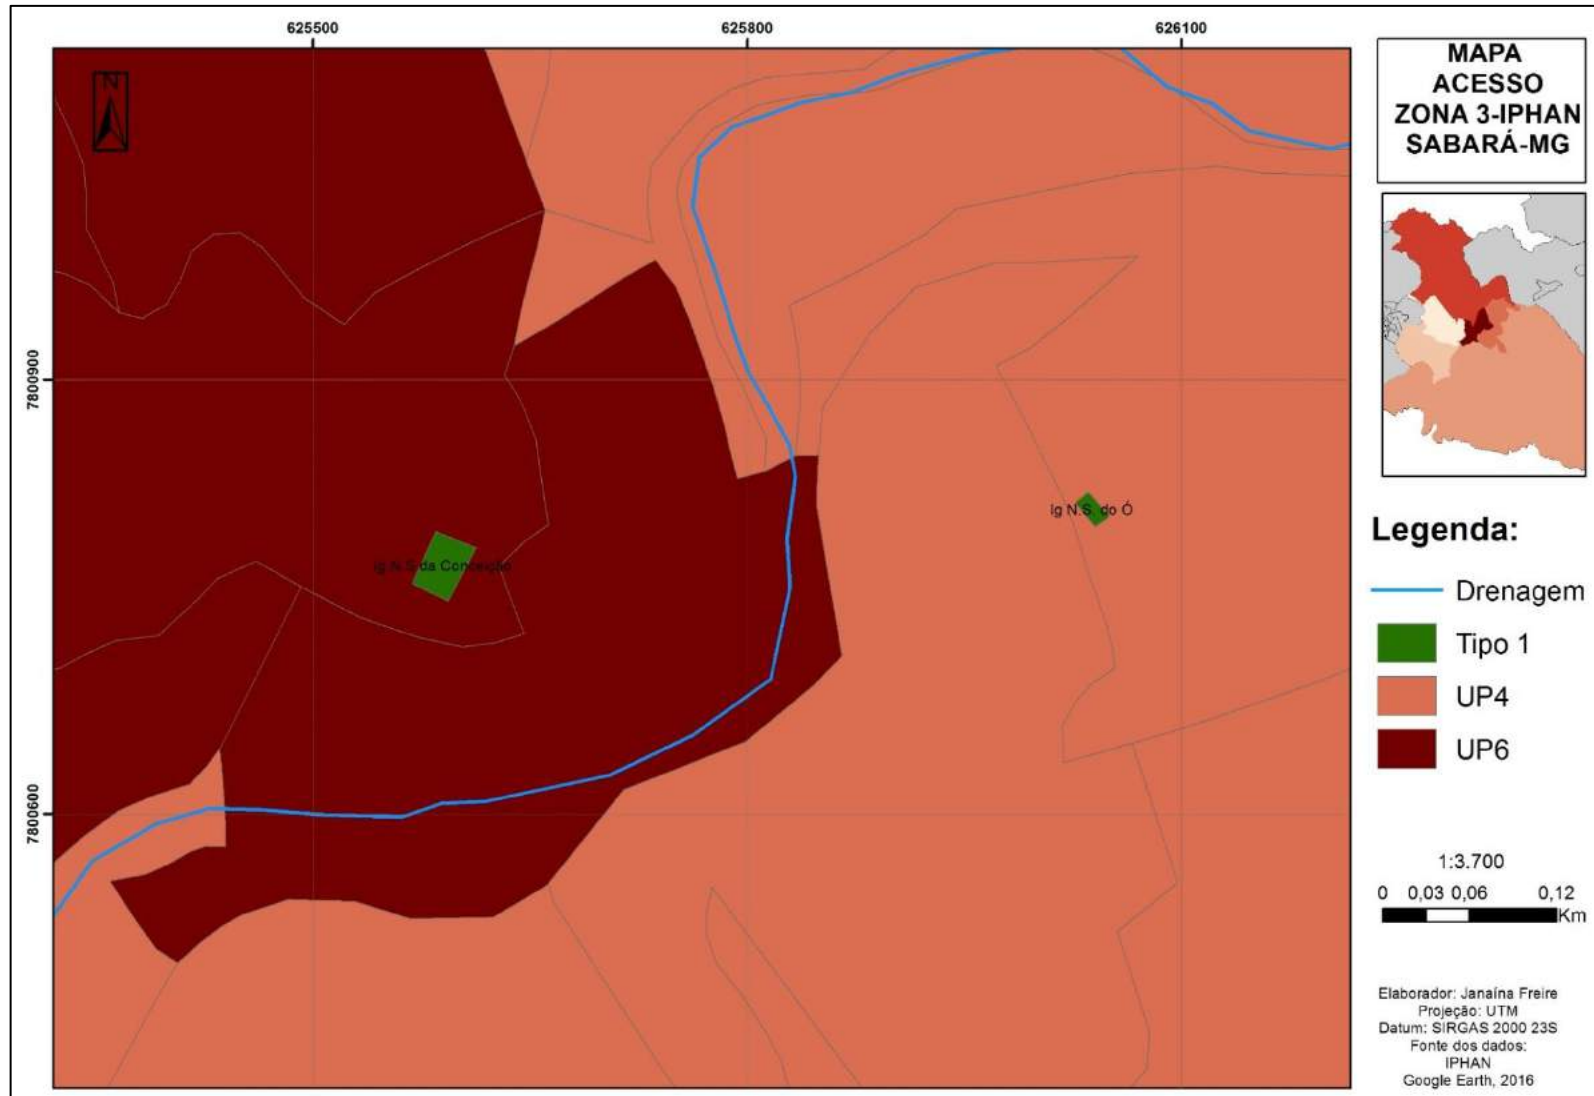 625500
625800
626100
7800900
7800600
N
Ig N.S da Conceição
Ig N.S. do Ó
MAPA
ACESSO
ZONA 3-IPHAN
SABARÁ-MG
Legenda:
Drenagem
Tipo 1
UP4
UP6
1:3.700
0 0,03 0,06 0,12
Km
Elaborador: Janaína Freire
Projeção: UTM
Datum: SIRGAS 2000 23S
Fonte dos dados:
IPHAN
Google Earth, 2016